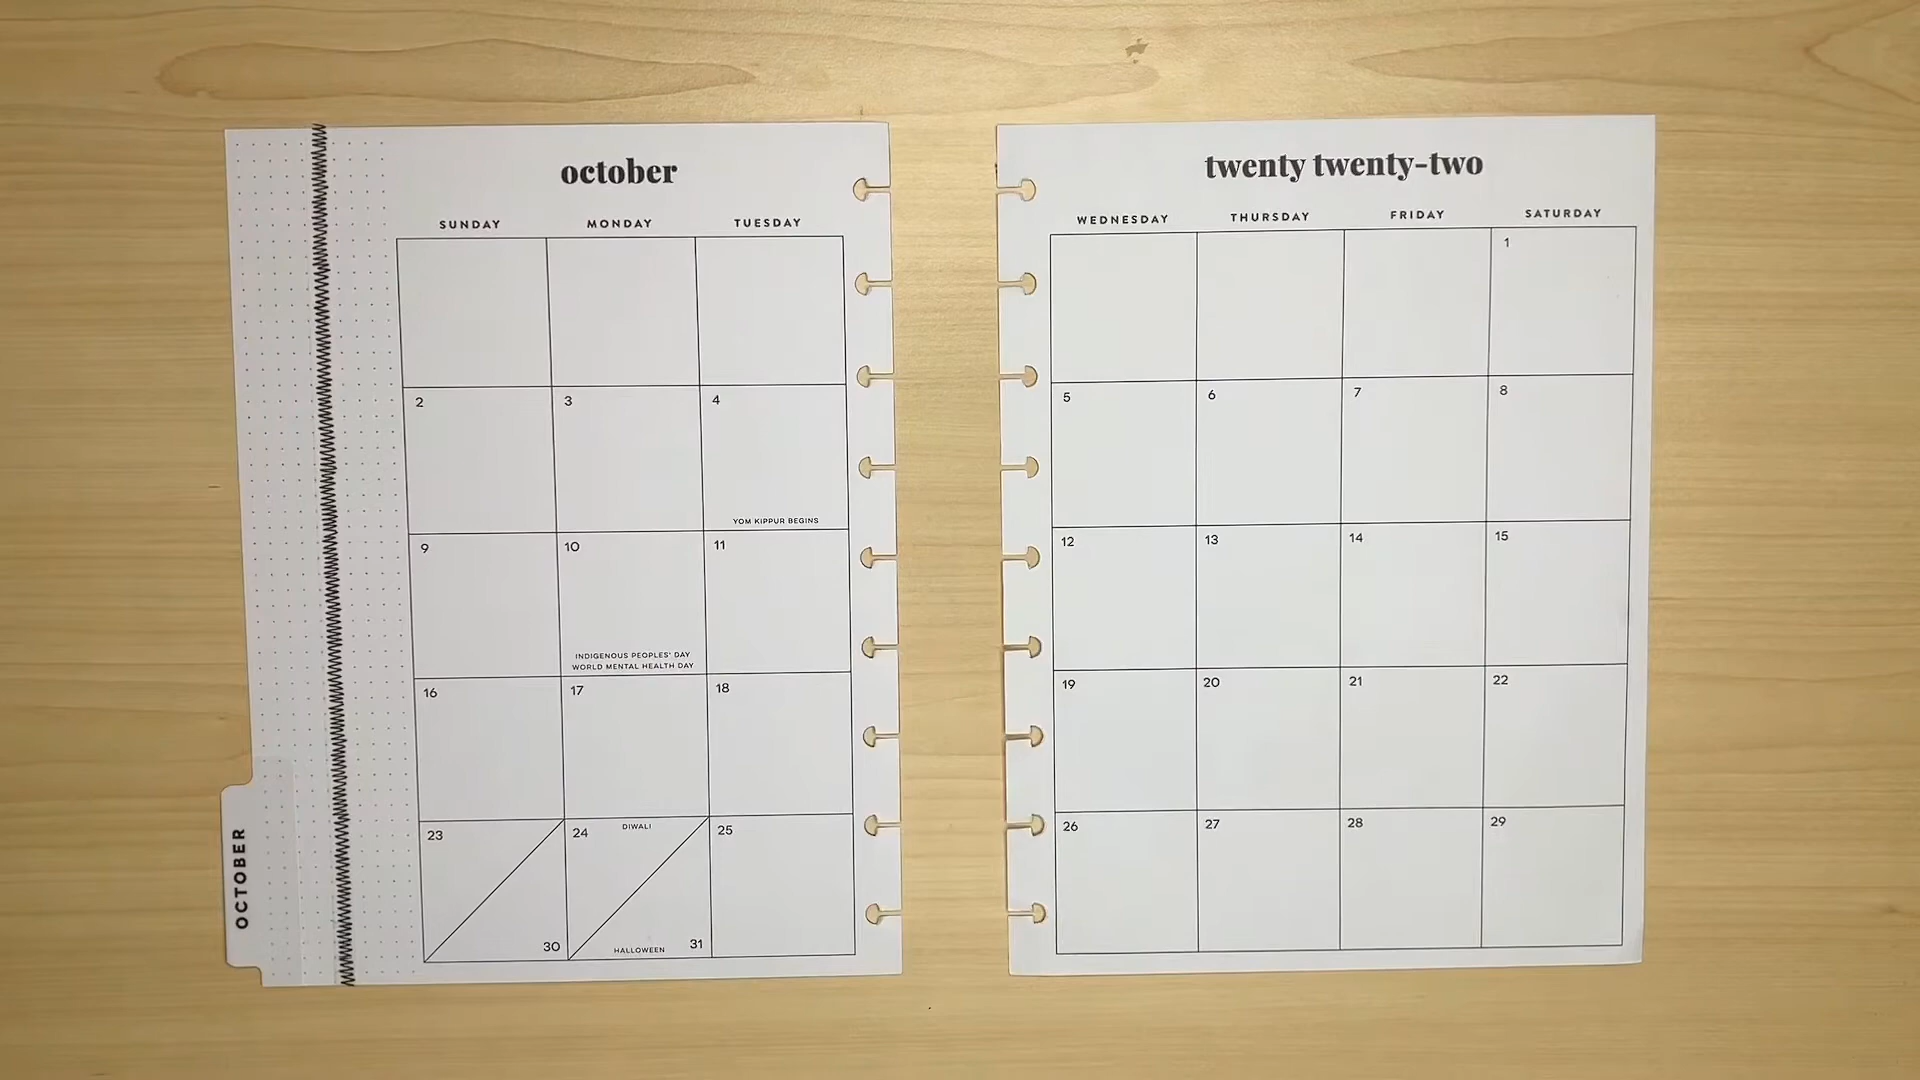 october
SUNDAY MONDAY TUESDAY
2 3 4
YOM KIPPUR BEGINS
9 10 11
INDIGENOUS PEOPLES' DAY
WORLD MENTAL HEALTH DAY
16 17 18
23 24 DIWALI 25
30 HALLOWEEN 31
OCTOBER
twenty twenty-two
WEDNESDAY THURSDAY FRIDAY SATURDAY
1
5 6 7 8
12 13 14 15
19 20 21 22
26 27 28 29